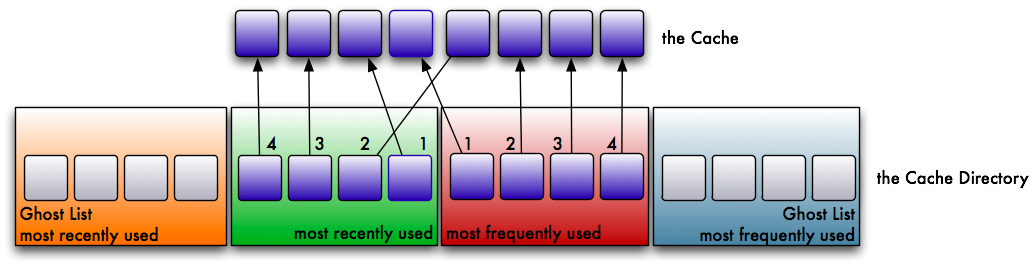 the Cache
4 3 2 1 1 2 3 4
the Cache Directory
Ghost List
most recently used
most recently used
most frequently used
Ghost List
most frequently used